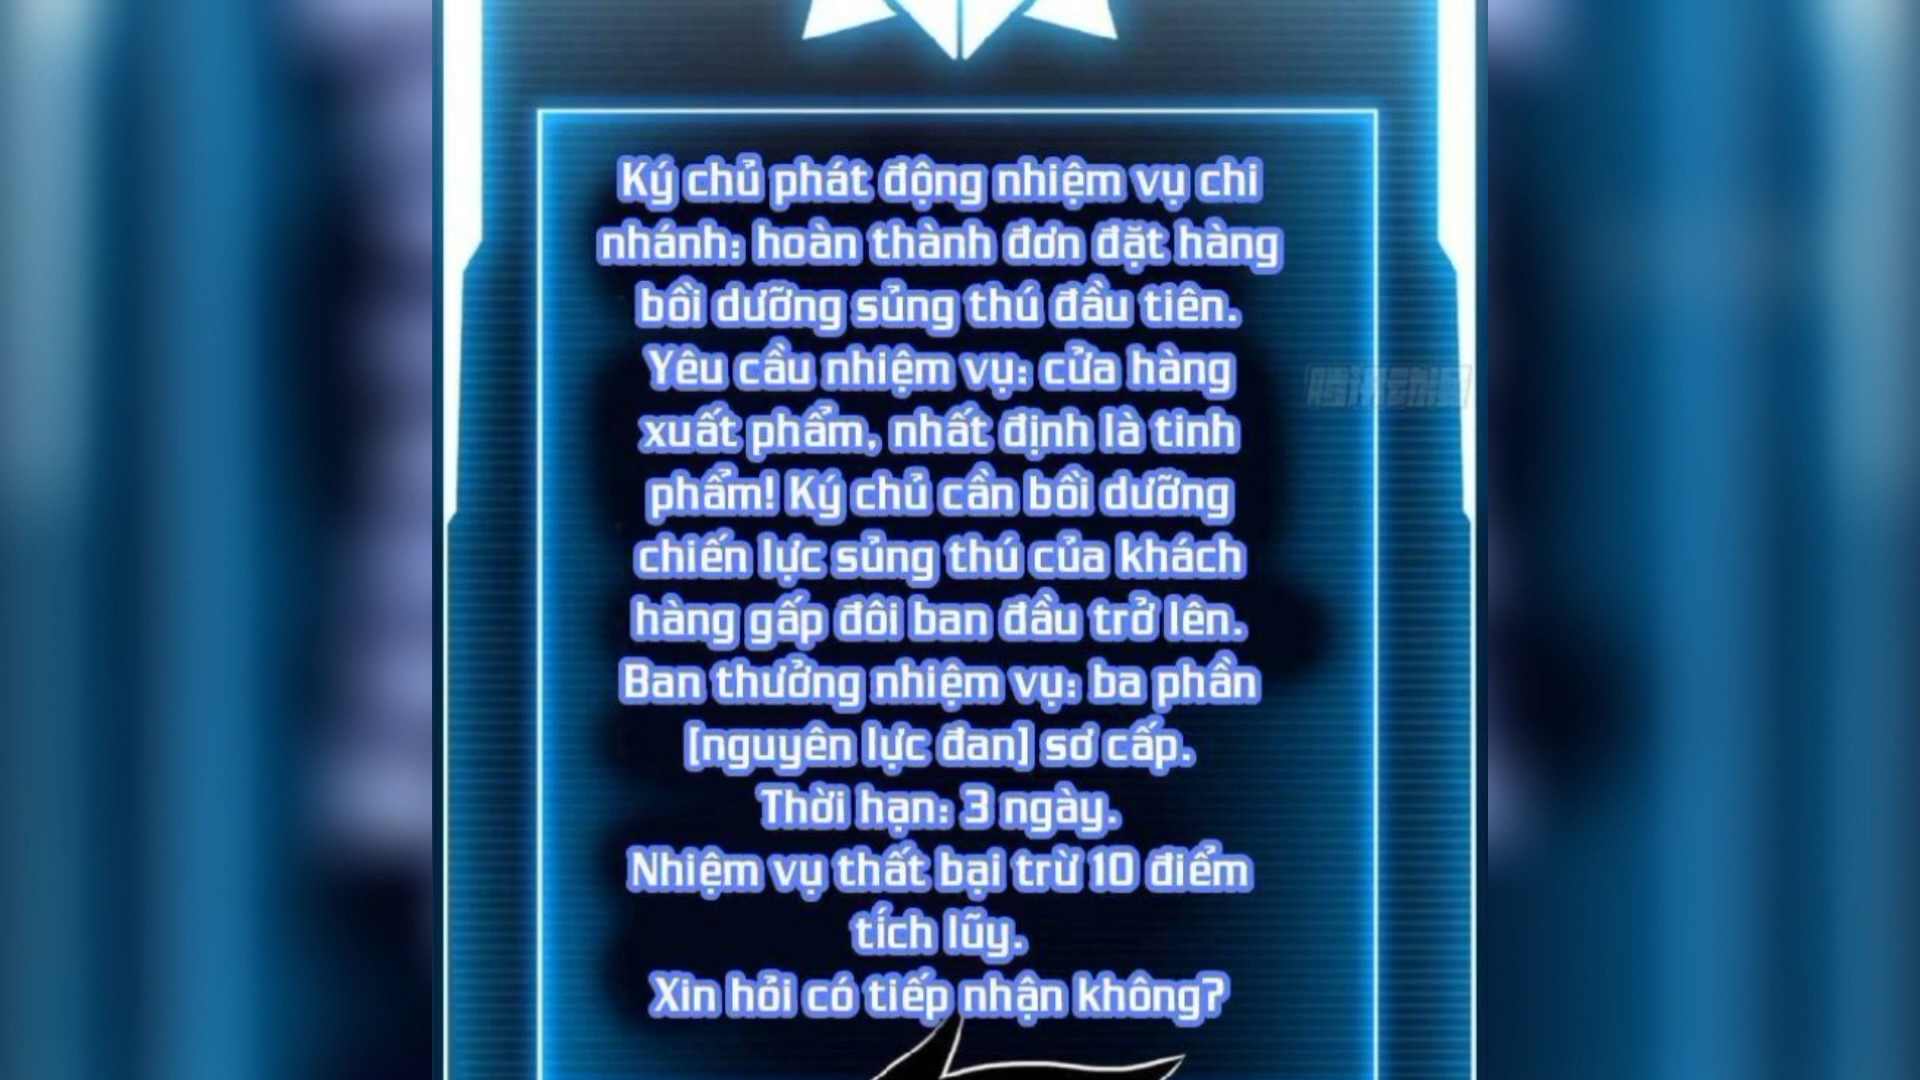 Ký chủ phát động nhiệm vụ chi
nhánh: hoàn thành đơn đặt hàng
bồi dưỡng sủng thú đầu tiên.
Yêu cầu nhiệm vụ: cửa hàng
xuất phẩm, nhất định là tinh
phẩm! Ký chủ cần bồi dưỡng
chiến lực sủng thú của khách
hàng gấp đôi ban đầu trở lên.
Ban thưởng nhiệm vụ: ba phần
[nguyên lực đan] sơ cấp.
Thời hạn: 3 ngày.
Nhiệm vụ thất bại trừ 10 điểm
tích lũy.
Xin hỏi có tiếp nhận không?